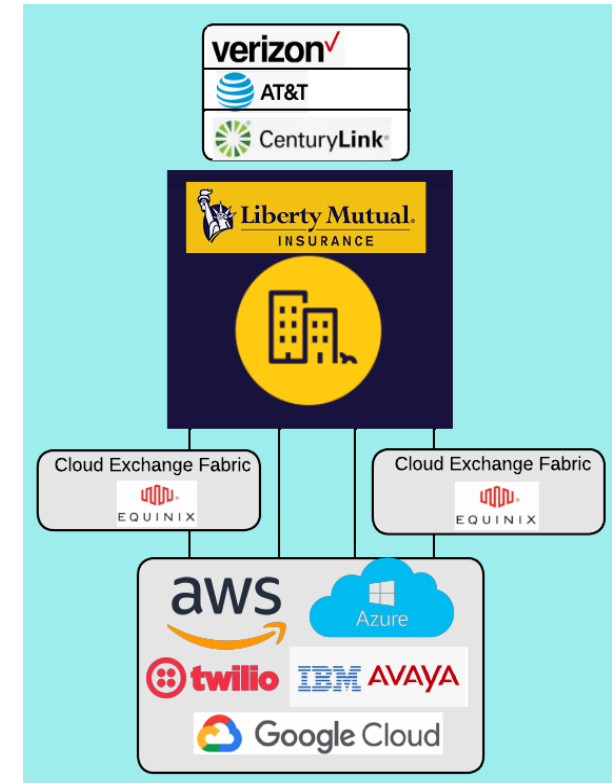 verizon
AT&T
CenturyLink
Liberty Mutual.
INSURANCE
Cloud Exchange Fabric
EQUINIX
Cloud Exchange Fabric
EQUINIX
aws
Azure
twilio
IBM AVAYA
Google Cloud